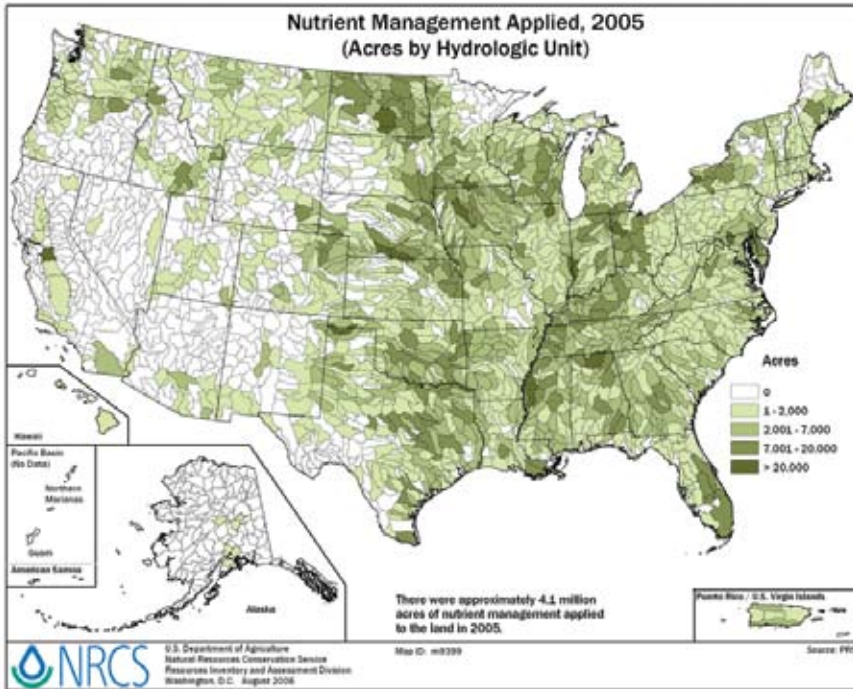 Nutrient Management Applied, 2005
(Acres by Hydrologic Unit)
Acres
0
1 - 2,000
2,001 - 7,000
7,001 - 20,000
> 20,000
Hawaii
Pacific Basin
(No Data)
Northern
Marianas
Guam
American Samoa
Alaska
There were approximately 4.1 million
acres of nutrient management applied
to the land in 2005.
Puerto Rico / U.S. Virgin Islands
NRCS
U.S. Department of Agriculture
Natural Resources Conservation Service
Resources Inventory and Assessment Division
Washington, D.C. August 2006
Map ID: m9399
Source: PRS